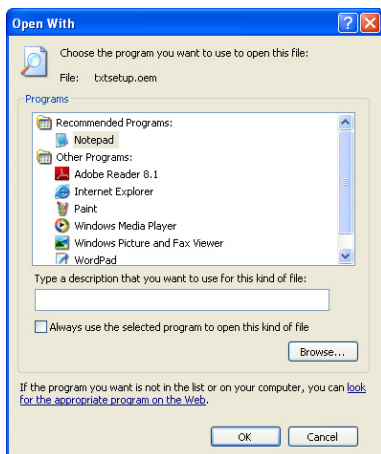 Open With
Choose the program you want to use to open this file:
File: txtsetup.oem
Programs
Recommended Programs:
Notepad
Other Programs:
Adobe Reader 8.1
Internet Explorer
Paint
Windows Media Player
Windows Picture and Fax Viewer
WordPad
Type a description that you want to use for this kind of file:
Always use the selected program to open this kind of file
Browse...
If the program you want is not in the list or on your computer, you can look
for the appropriate program on the Web.
OK Cancel